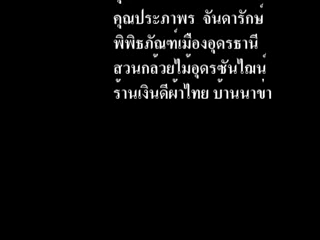 คุณประภาพร จันดารักษ์
พิพิธภัณฑ์เมืองอุดรธานี
สวนกล้วยไม้อุดรซันไฌน์
ร้านเงินดีผ้าไทย บ้านนาข่า